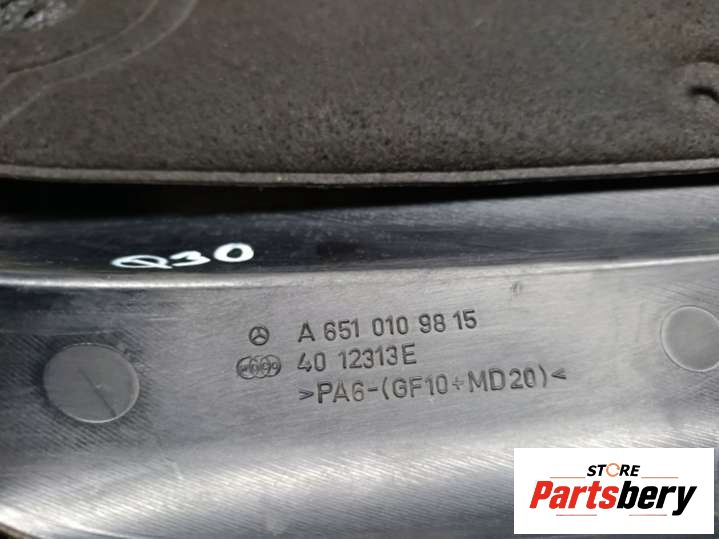 Q30
A 651 010 98 15
40 12313E
>PA6-(GF10+MD20)<
STORE
Partsbery